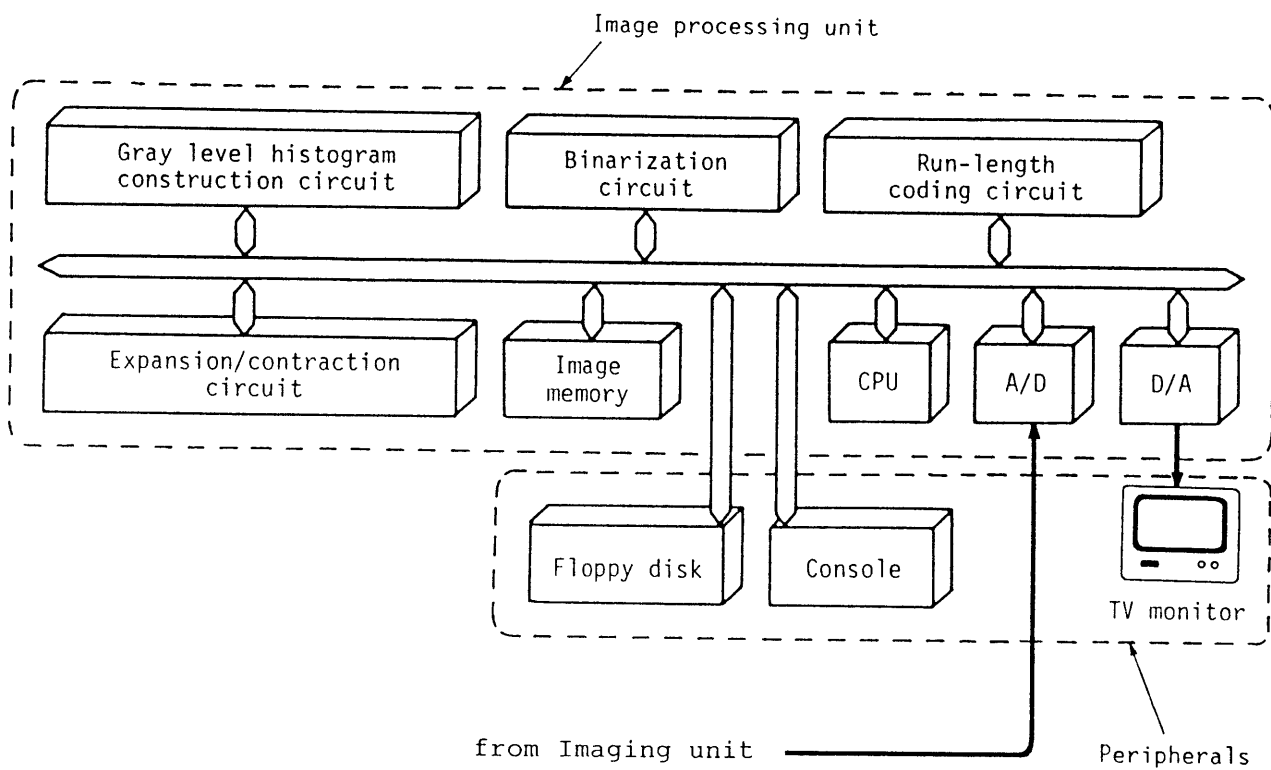 Image processing unit
Gray level histogram
construction circuit
Binarization
circuit
Run-length
coding circuit
Expansion/contraction
circuit
Image
memory
CPU
A/D
D/A
Floppy disk
Console
TV monitor
from Imaging unit
Peripherals